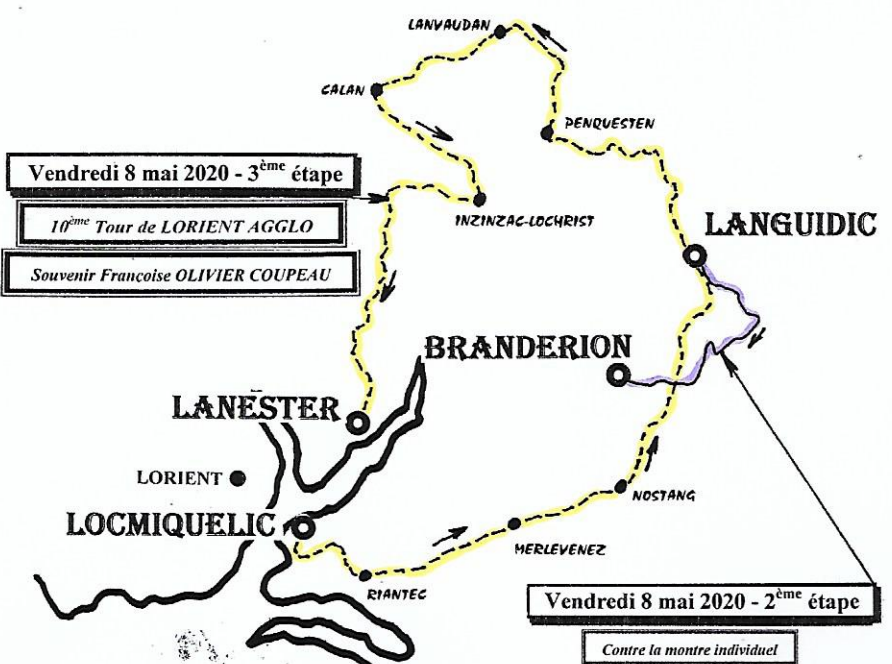 LANVAUDAN
CALAN
PENQUESTEN
Vendredi 8 mai 2020 - 3ème étape
10ème Tour de LORIENT AGGLO
Souvenir Françoise OLIVIER COUPEAU
INZINZAC-LOCHRIST
LANGUIDIC
BRANDERION
LANESTER
LORIENT
LOCMIQUELIC
NOSTANG
MERLEVENEZ
RIANTEC
Vendredi 8 mai 2020 - 2ème étape
Contre la montre individuel